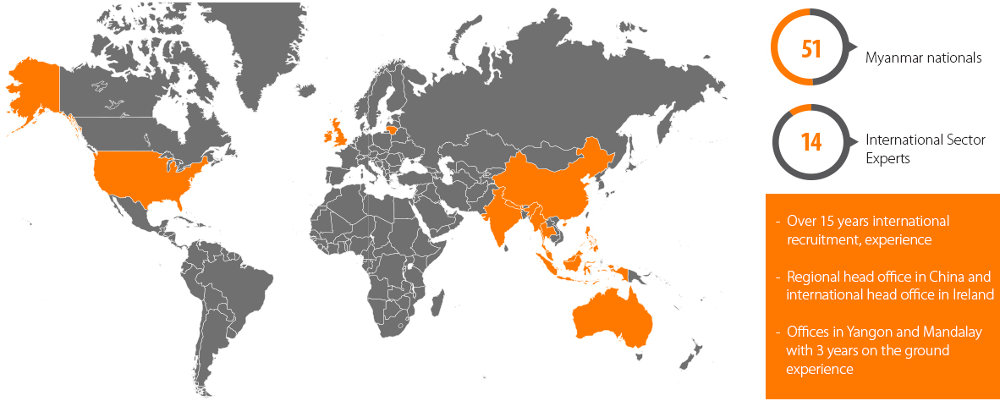 51
Myanmar nationals
14
International Sector
Experts
- Over 15 years international
recruitment, experience
- Regional head office in China and
international head office in Ireland
- Offices in Yangon and Mandalay
with 3 years on the ground
experience